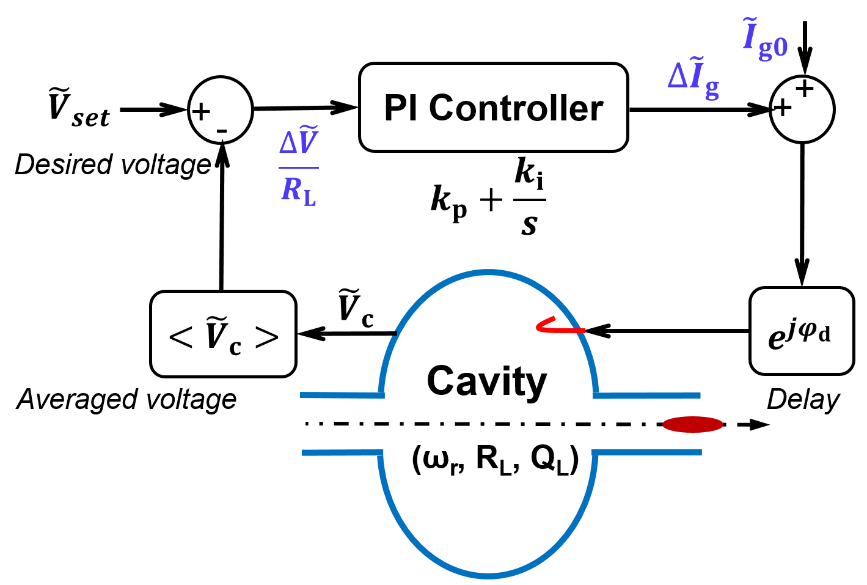 Ĩg0
Ṽset
+
-
PI Controller
ΔĨg
+
+
Desired voltage
ΔṼ
RL
kp + ki/s
< Ṽc >
Ṽc
e^jφd
Averaged voltage
Cavity
Delay
(ωr, RL, QL)